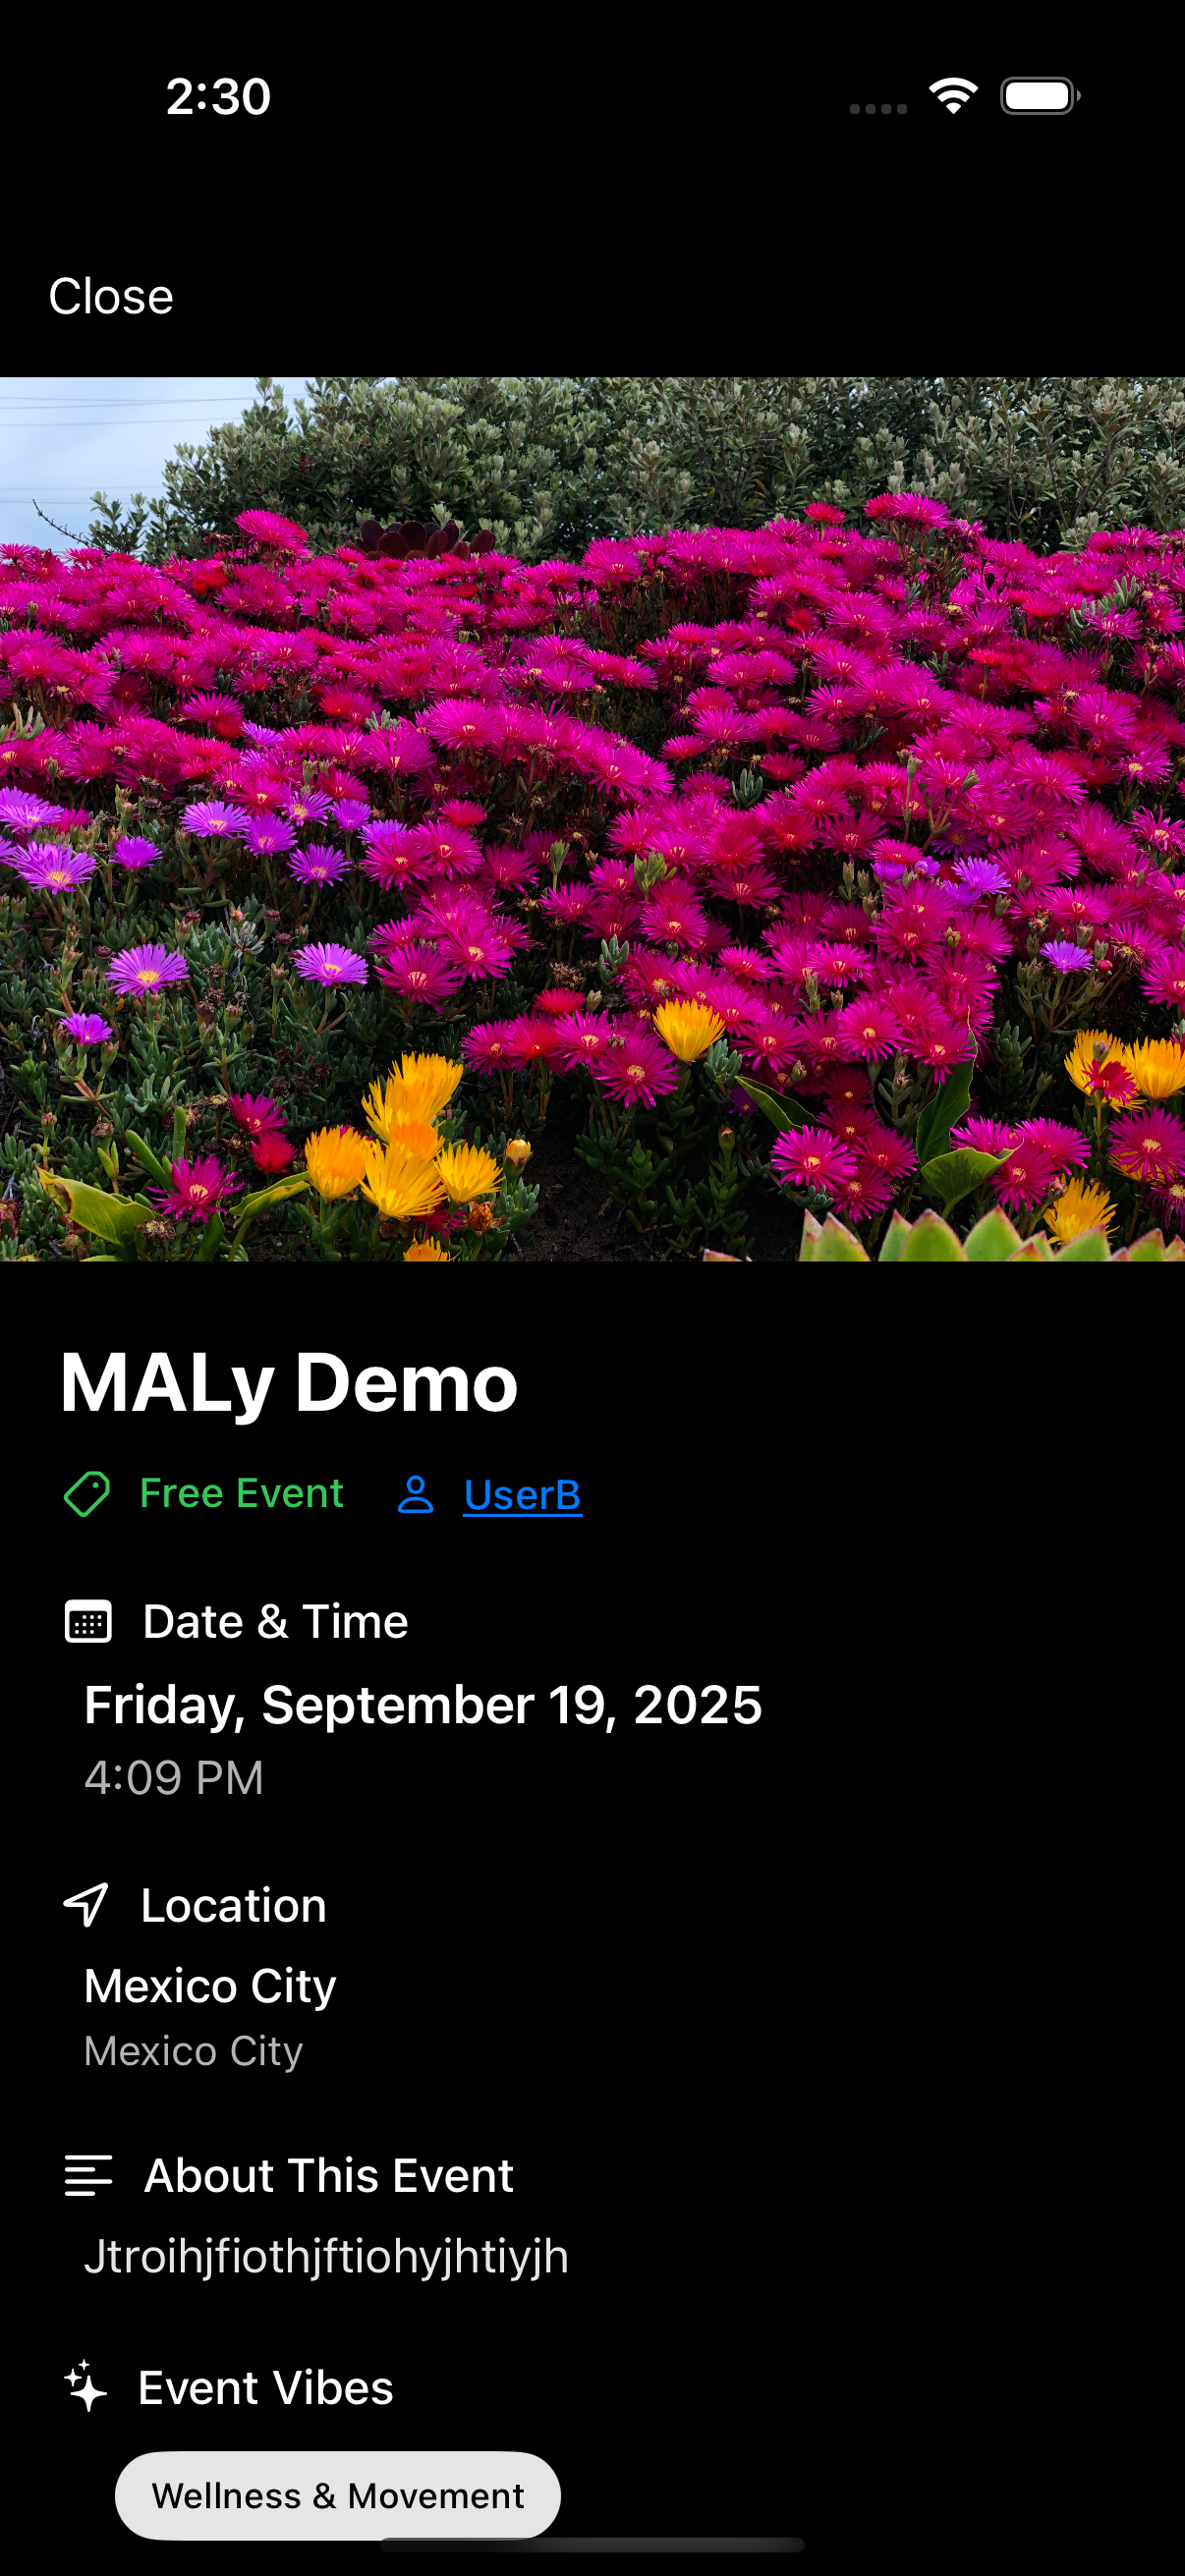 2:30
Close
MALy Demo
Free Event UserB
Date & Time
Friday, September 19, 2025
4:09 PM
Location
Mexico City
Mexico City
About This Event
Jtroihjfiothjftiohyjhtiyjh
Event Vibes
Wellness & Movement